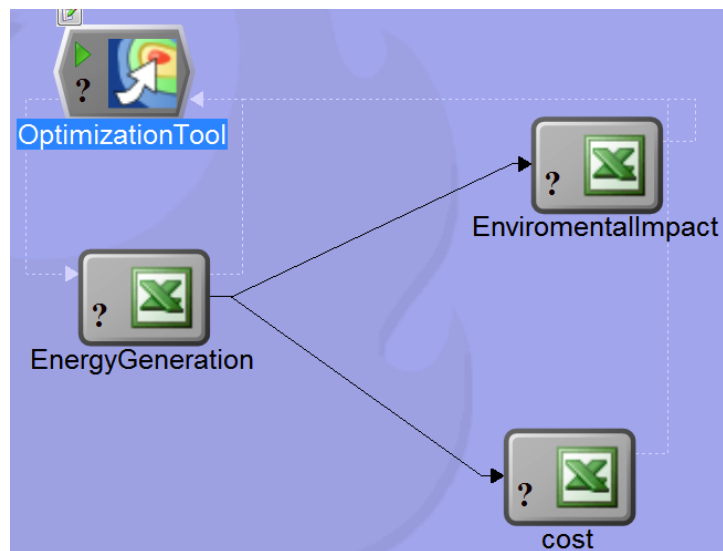 ?
OptimizationTool
?
EnviromentalImpact
?
EnergyGeneration
?
cost